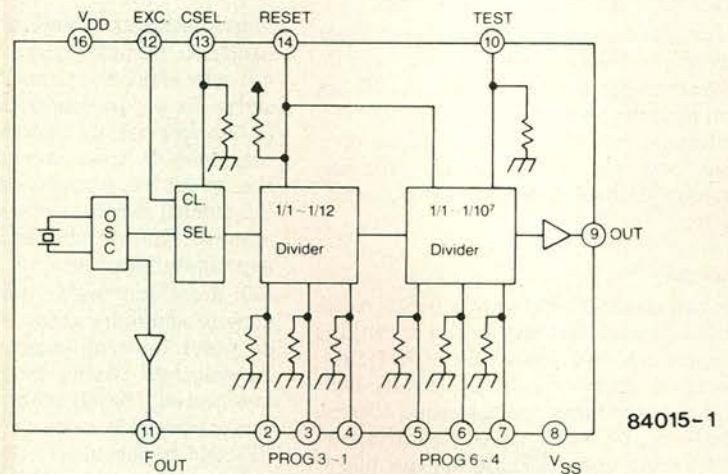 VDD EXC. CSEL. RESET TEST
16 12 13 14 10
O S C
CL.
SEL
1/1~1/12
Divider
1/1~1/10⁷
Divider
9 OUT
11 2 3 4 5 6 7 8
FOUT PROG 3~1 PROG 6~4 VSS
84015-1